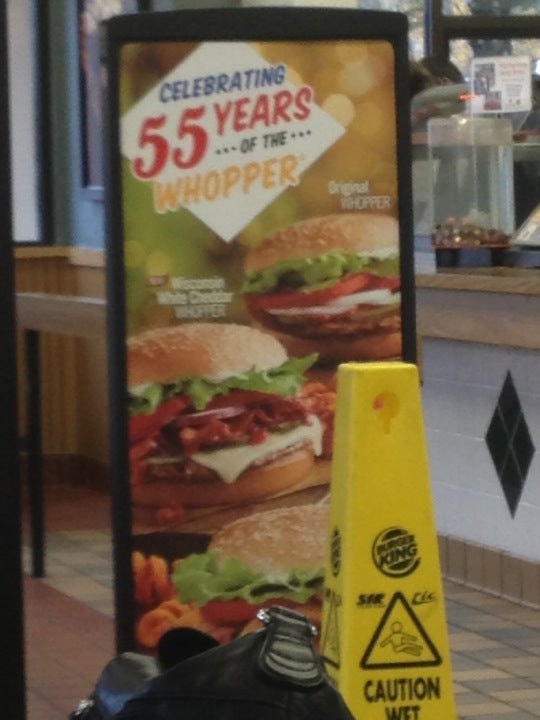 CELEBRATING
55 YEARS
... OF THE ...
WHOPPER
Original
WHOPPER
Wisconsin
White Cheddar
WHOPPER
BURGER
KING
CAUTION
WET